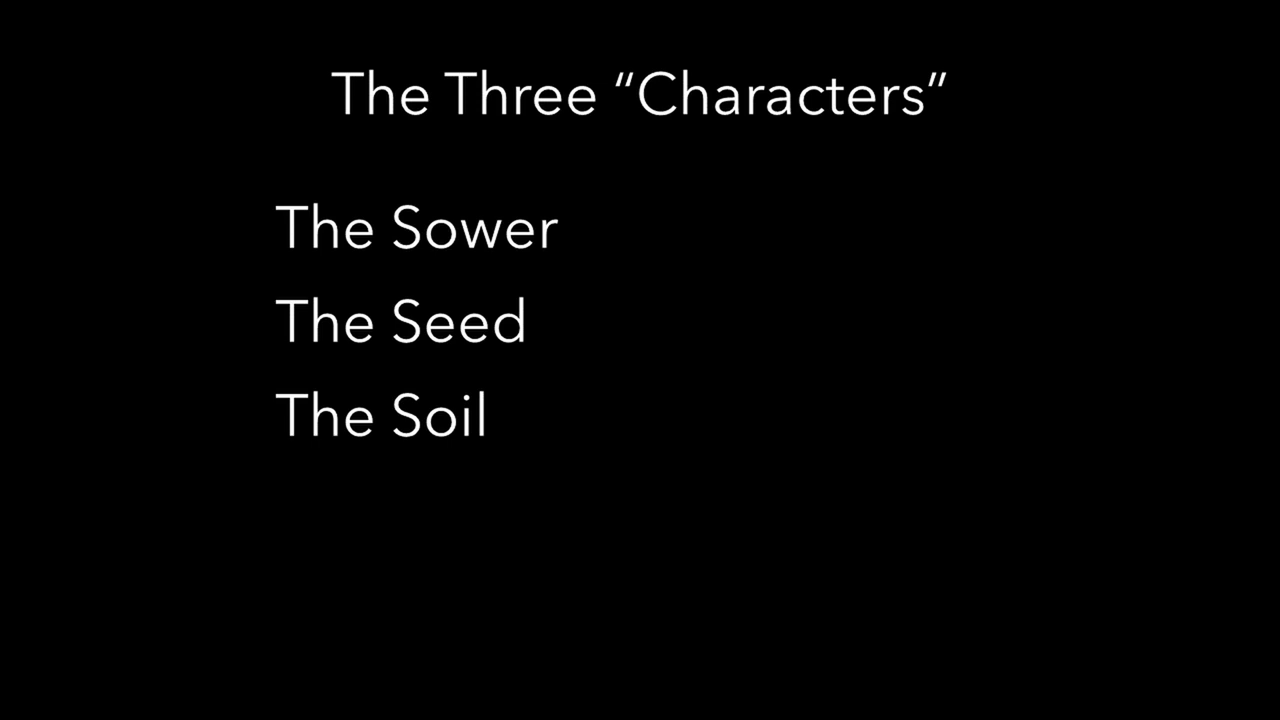 The Three “Characters”
The Sower
The Seed
The Soil